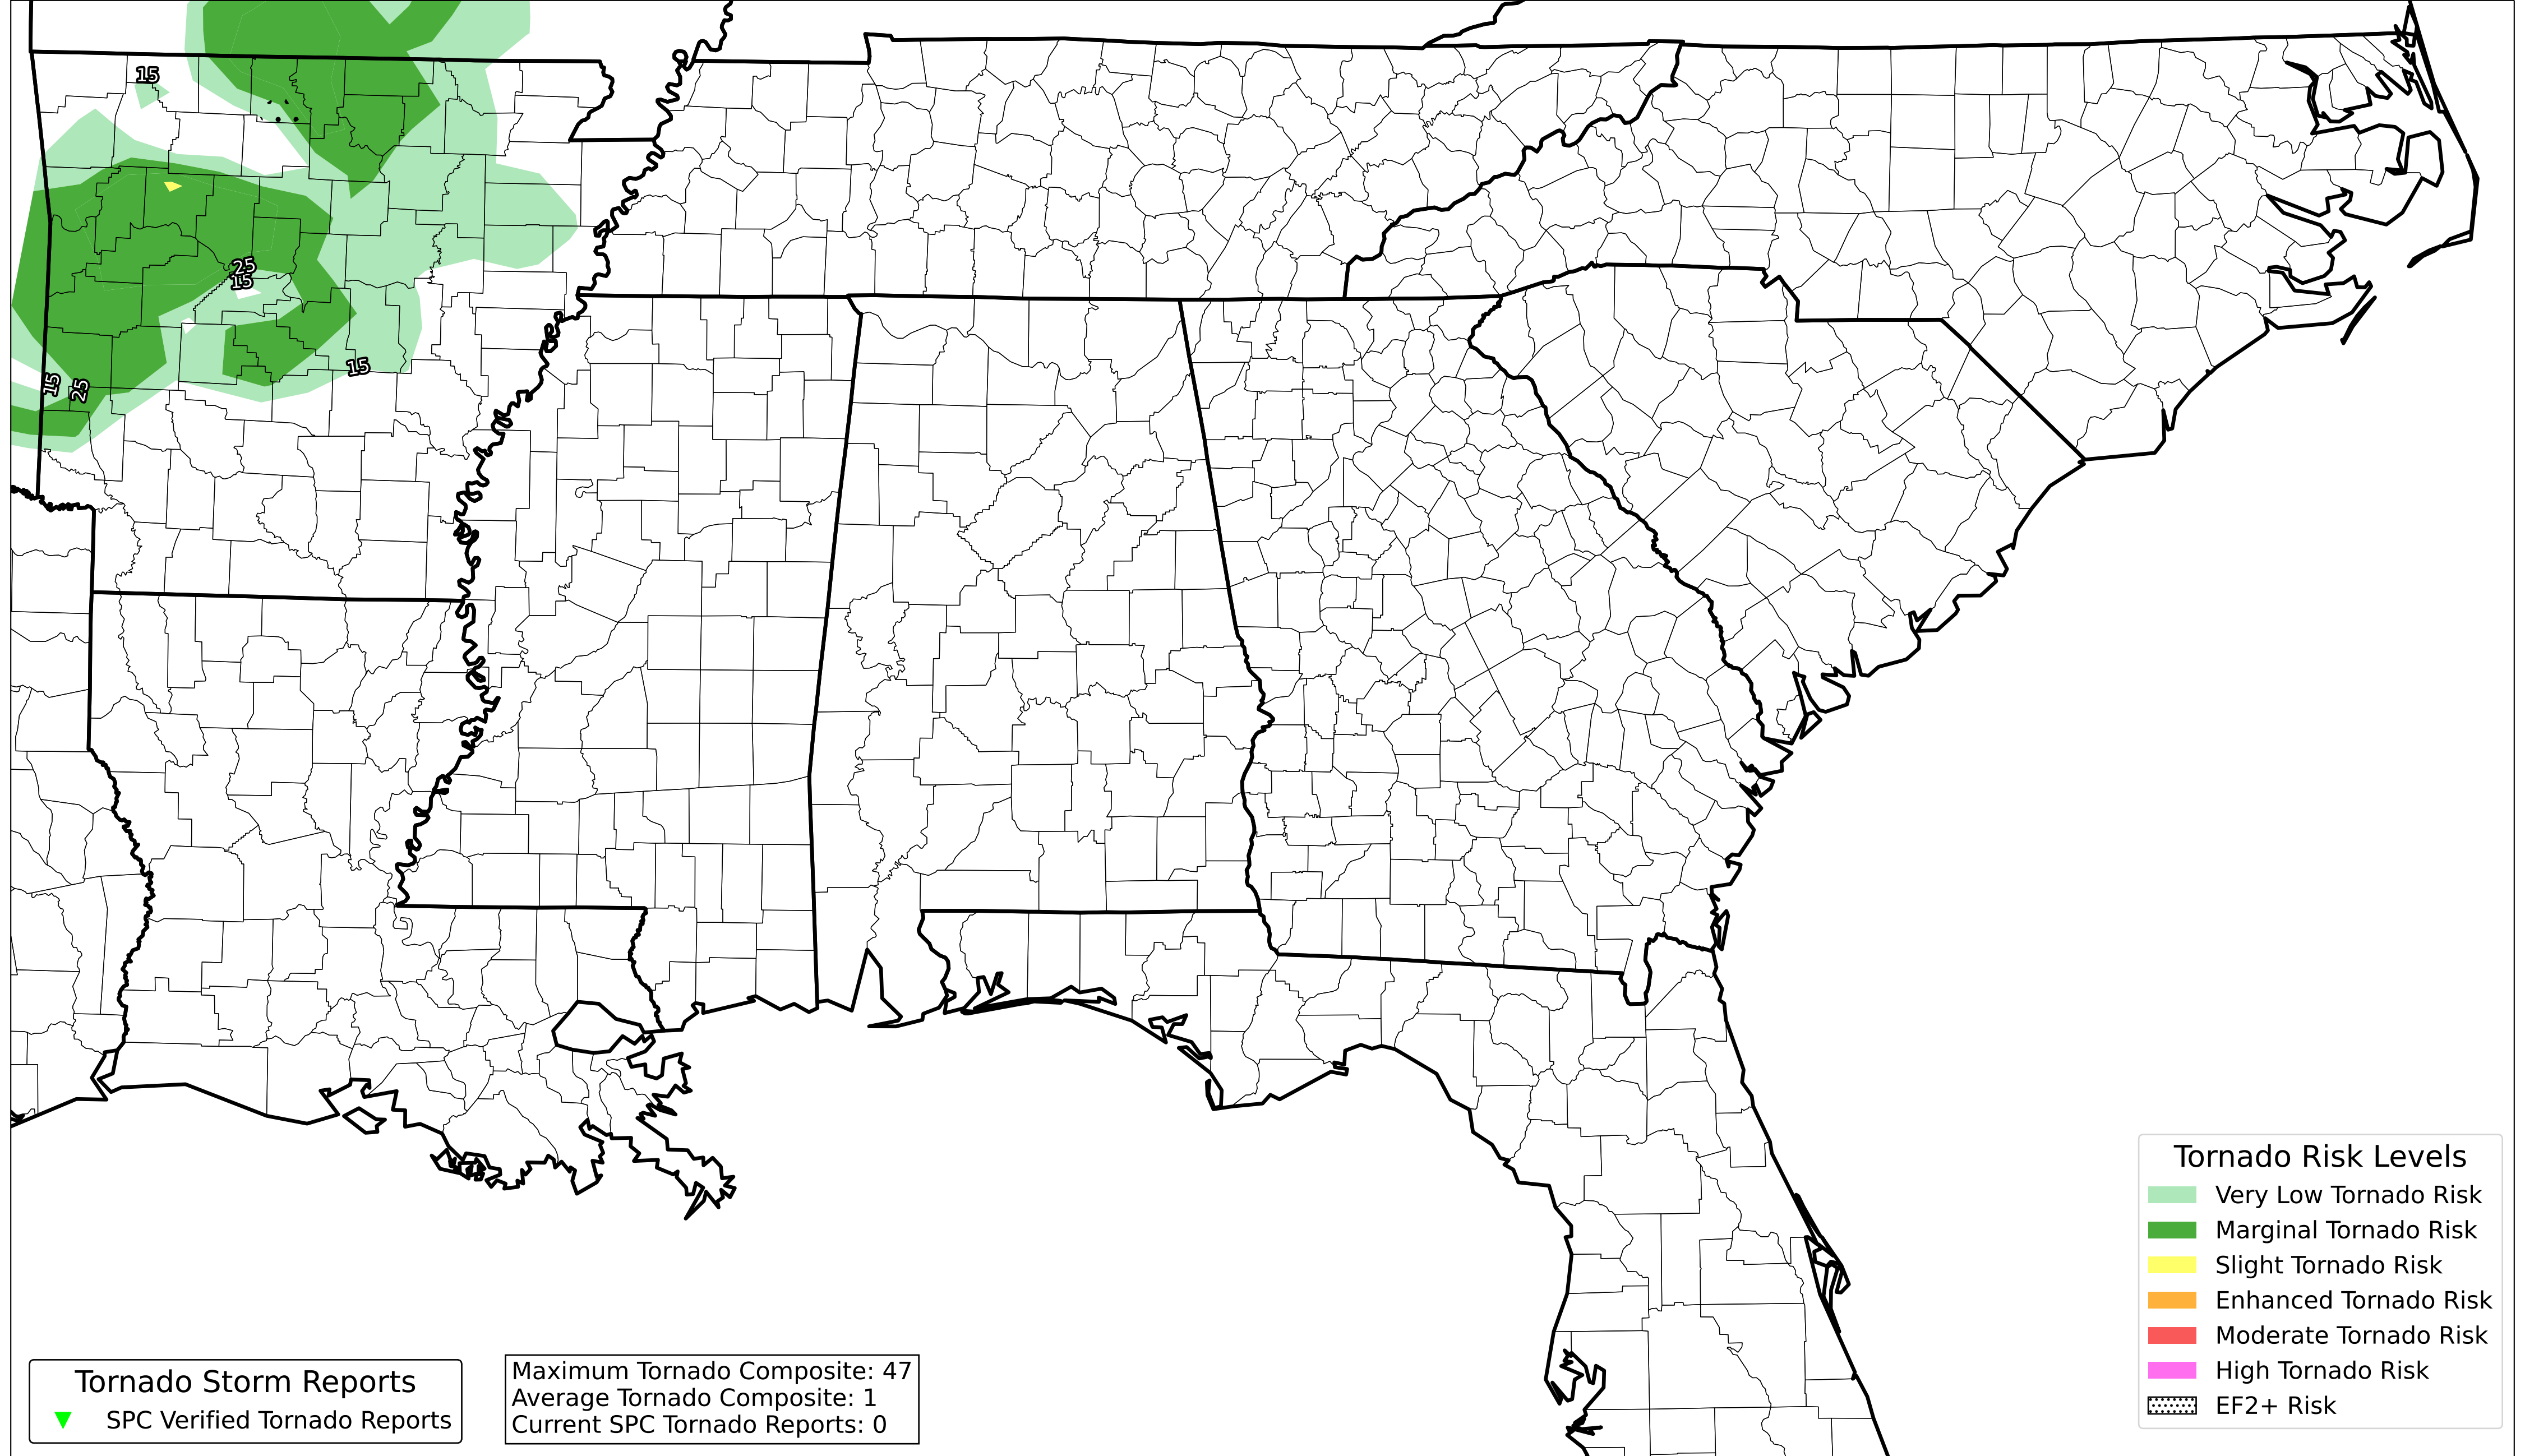 15
25
15
15
15
25
Tornado Storm Reports
SPC Verified Tornado Reports
Maximum Tornado Composite: 47
Average Tornado Composite: 1
Current SPC Tornado Reports: 0
Tornado Risk Levels
Very Low Tornado Risk
Marginal Tornado Risk
Slight Tornado Risk
Enhanced Tornado Risk
Moderate Tornado Risk
High Tornado Risk
EF2+ Risk